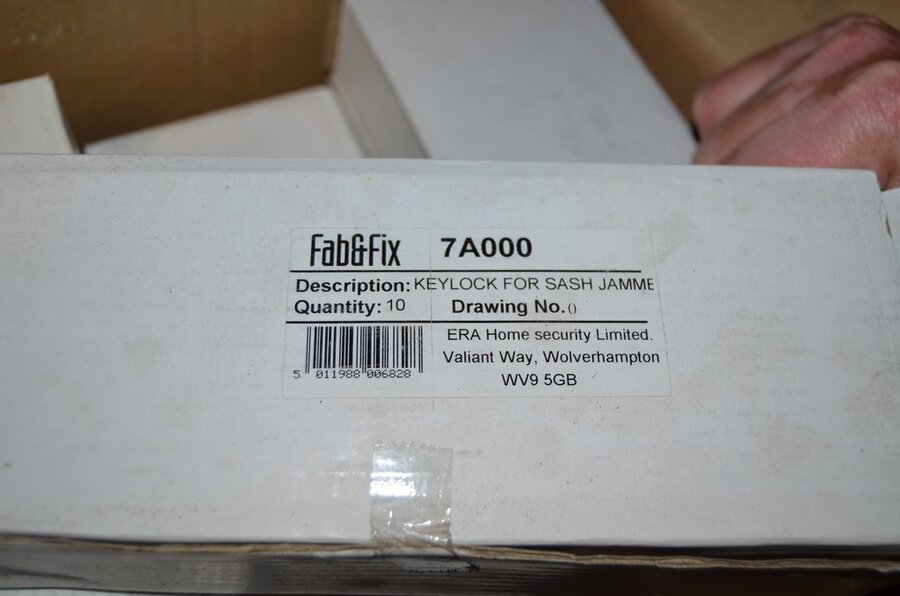 Fab&Fix 7A000
Description: KEYLOCK FOR SASH JAMME
Quantity: 10 Drawing No. ()
ERA Home security Limited.
Valiant Way, Wolverhampton
WV9 5GB
5 011988 006828